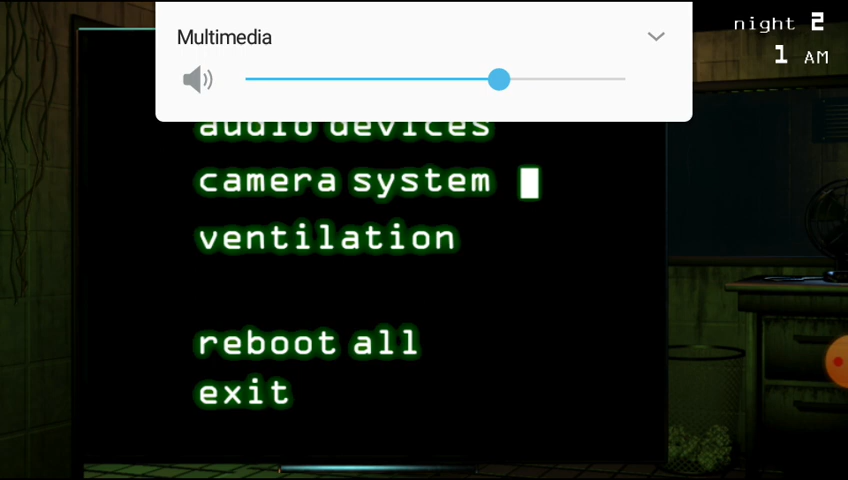 Multimedia
night 2
1 AM
audio devices
camera system
ventilation
reboot all
exit